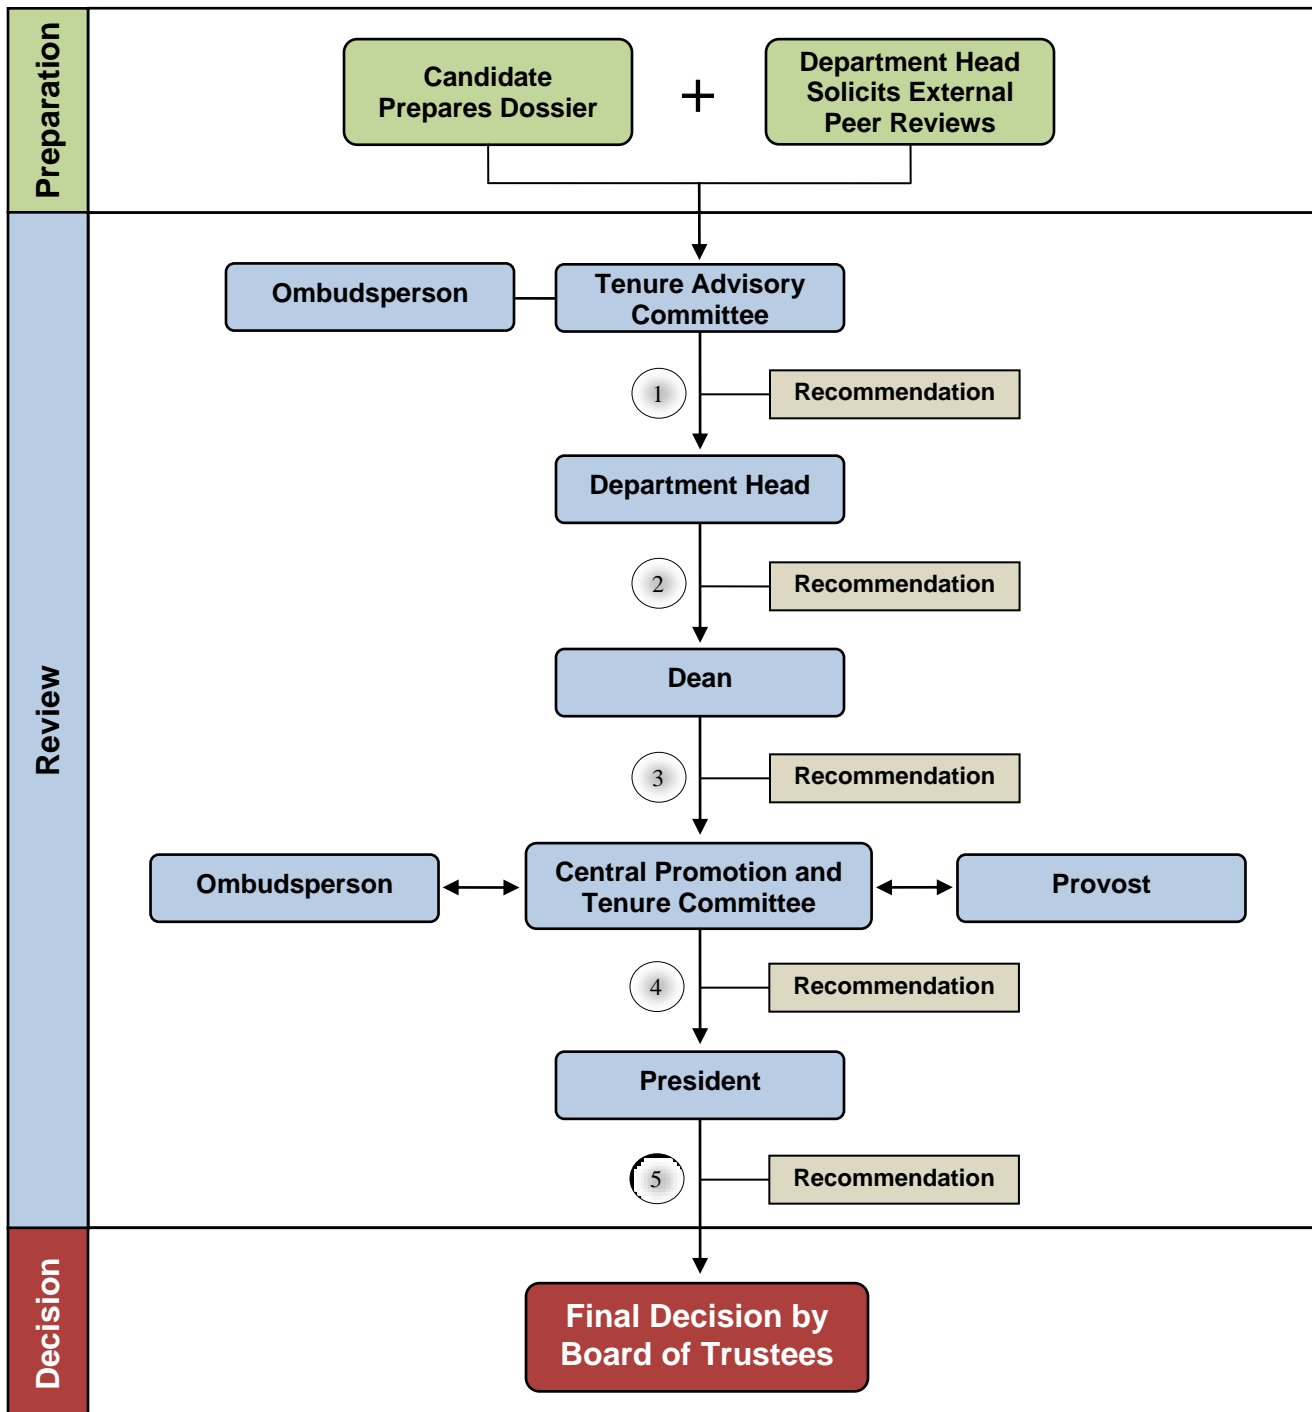 Preparation
Candidate
Prepares Dossier
+
Department Head
Solicits External
Peer Reviews
Review
Ombudsperson
Tenure Advisory
Committee
1
Recommendation
Department Head
2
Recommendation
Dean
3
Recommendation
Ombudsperson
Central Promotion and
Tenure Committee
Provost
4
Recommendation
President
5
Recommendation
Decision
Final Decision by
Board of Trustees